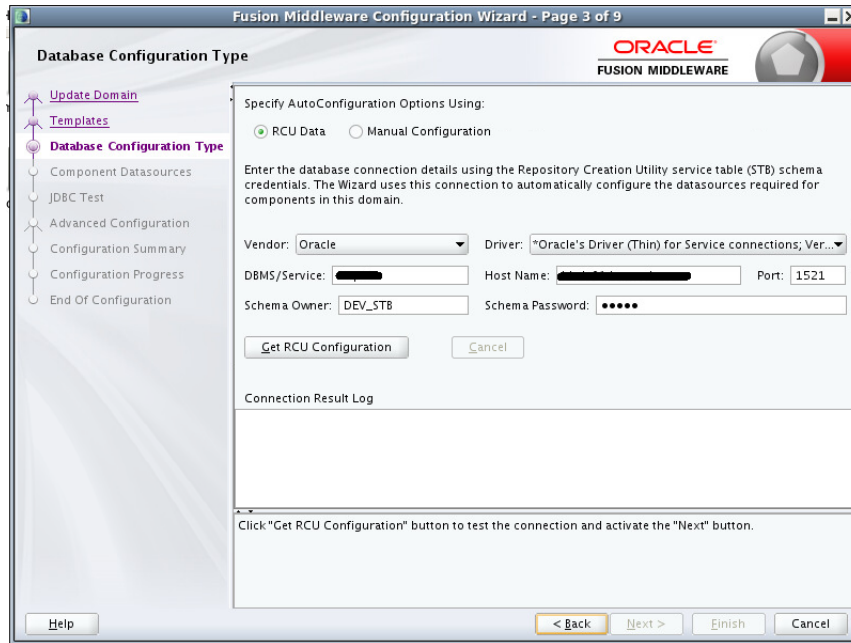 Fusion Middleware Configuration Wizard - Page 3 of 9
Database Configuration Type
ORACLE
FUSION MIDDLEWARE
Update Domain
Templates
Database Configuration Type
Component Datasources
JDBC Test
Advanced Configuration
Configuration Summary
Configuration Progress
End Of Configuration
Specify AutoConfiguration Options Using:
RCU Data Manual Configuration
Enter the database connection details using the Repository Creation Utility service table (STB) schema
credentials. The Wizard uses this connection to automatically configure the datasources required for
components in this domain.
Vendor: Oracle Driver: *Oracle's Driver (Thin) for Service connections; Ver...
DBMS/Service: Host Name: Port: 1521
Schema Owner: DEV_STB Schema Password: •••••
Get RCU Configuration Cancel
Connection Result Log
Click "Get RCU Configuration" button to test the connection and activate the "Next" button.
Help < Back Next > Finish Cancel